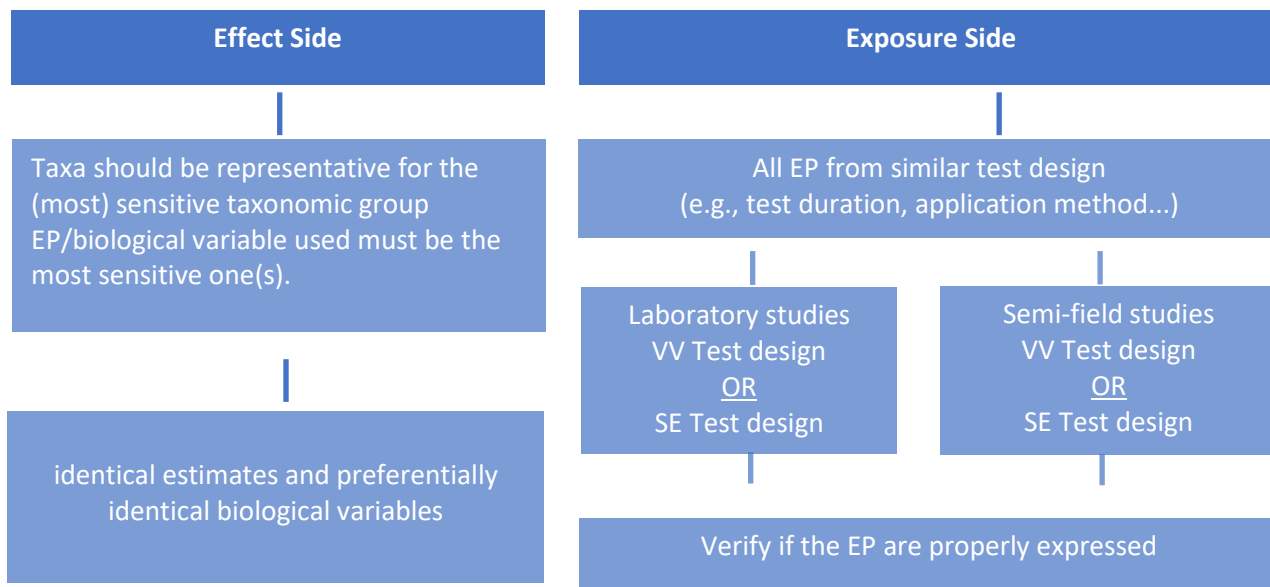 Effect Side
Taxa should be representative for the
(most) sensitive taxonomic group
EP/biological variable used must be the
most sensitive one(s).
identical estimates and preferentially
identical biological variables
Exposure Side
All EP from similar test design
(e.g., test duration, application method...)
Laboratory studies
VV Test design
OR
SE Test design
Semi-field studies
VV Test design
OR
SE Test design
Verify if the EP are properly expressed